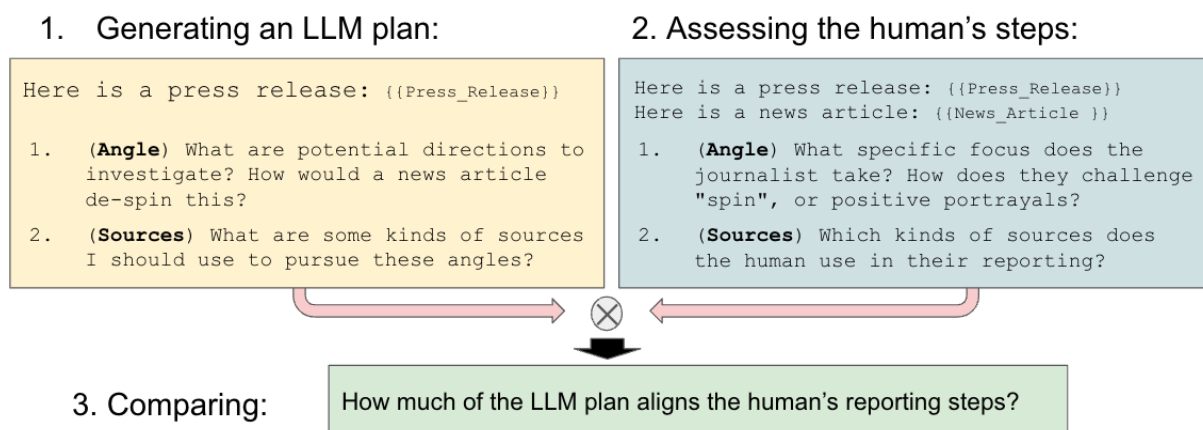 1. Generating an LLM plan:
Here is a press release: {{Press_Release}}
1. (Angle) What are potential directions to
investigate? How would a news article
de-spin this?
2. (Sources) What are some kinds of sources
I should use to pursue these angles?
2. Assessing the human's steps:
Here is a press release: {{Press_Release}}
Here is a news article: {{News_Article }}
1. (Angle) What specific focus does the
journalist take? How does they challenge
"spin", or positive portrayals?
2. (Sources) Which kinds of sources does
the human use in their reporting?
3. Comparing:
How much of the LLM plan aligns the human's reporting steps?